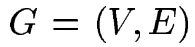 G = (V, E)